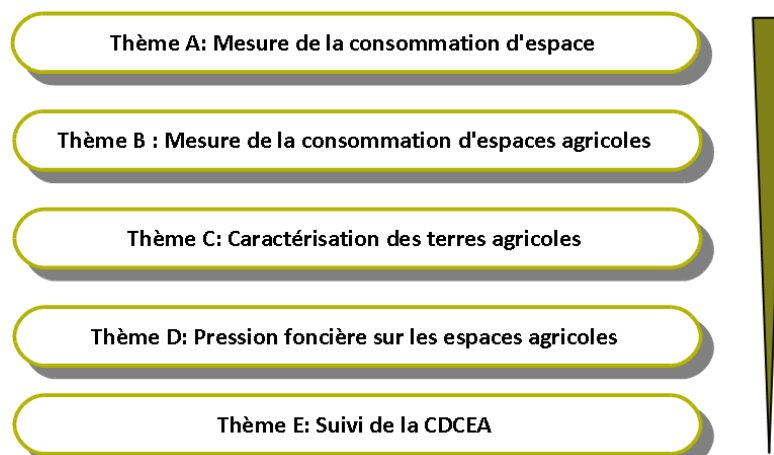 Thème A: Mesure de la consommation d'espace
Thème B : Mesure de la consommation d'espaces agricoles
Thème C: Caractérisation des terres agricoles
Thème D: Pression foncière sur les espaces agricoles
Thème E: Suivi de la CDCEA